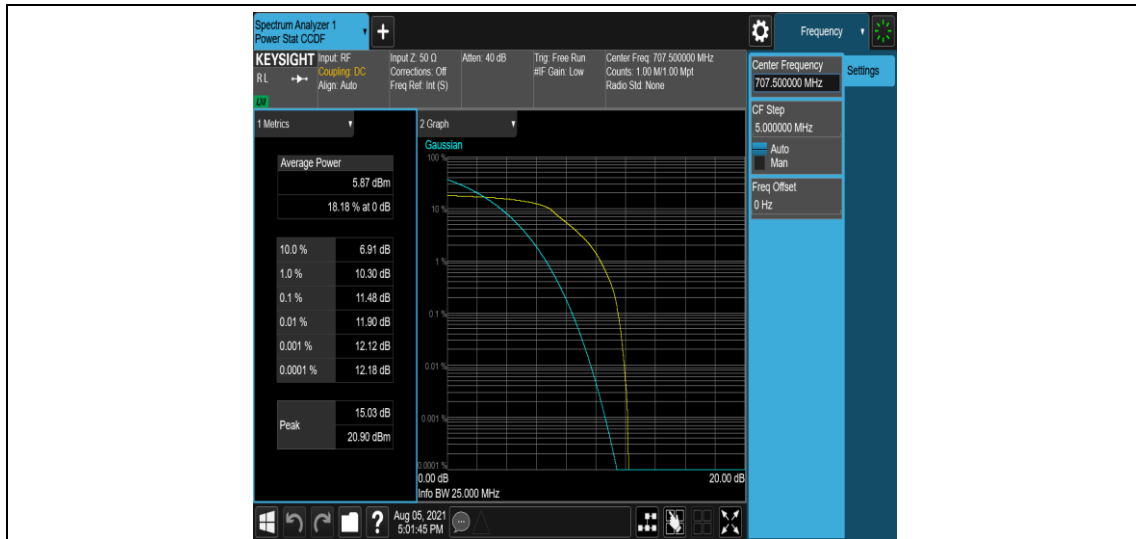 Spectrum Analyzer 1
Power Stat CCDF
+
Frequency
KEYSIGHT
RL
LXI
Input: RF
Coupling: DC
Align: Auto
Input Z: 50 Ω
Corrections: Off
Freq Ref: Int (S)
Atten: 40 dB
Trig: Free Run
#IF Gain: Low
Center Freq: 707.500000 MHz
Counts: 1.00 M/1.00 Mpt
Radio Std: None
Center Frequency
707.500000 MHz
Settings
CF Step
5.000000 MHz
Auto
Man
Freq Offset
0 Hz
1 Metrics
Average Power
5.87 dBm
18.18 % at 0 dB
10.0 % 6.91 dB
1.0 % 10.30 dB
0.1 % 11.48 dB
0.01 % 11.90 dB
0.001 % 12.12 dB
0.0001 % 12.18 dB
Peak
15.03 dB
20.90 dBm
2 Graph
Gaussian
100 %
10 %
1 %
0.1 %
0.01 %
0.001 %
0.0001 %
0.00 dB 20.00 dB
Info BW 25.000 MHz
?
Aug 05, 2021
5:01:45 PM